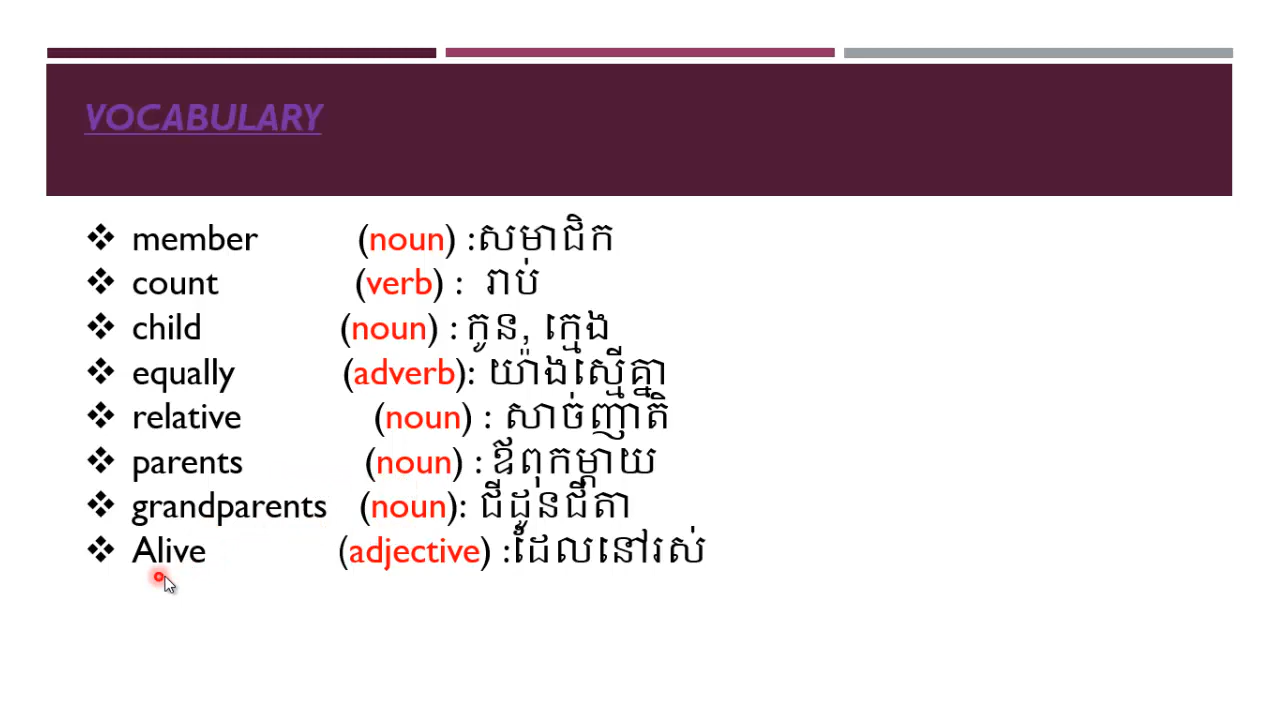 VOCABULARY
❖ member (noun) :សមាជិក
❖ count (verb) : រាប់
❖ child (noun) : កូន, ក្មេង
❖ equally (adverb): យ៉ាងស្មើគ្នា
❖ relative (noun) : សាច់ញាតិ
❖ parents (noun) : ឪពុកម្ដាយ
❖ grandparents (noun): ជីដូនជីតា
❖ Alive (adjective) :ដែលនៅរស់